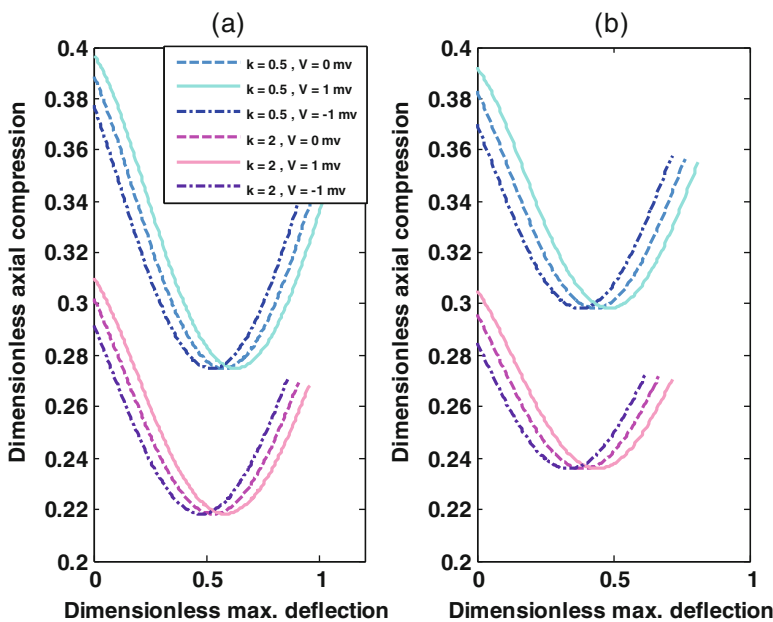 (a)
0.4
0.38
0.36
0.34
0.32
0.3
0.28
0.26
0.24
0.22
0.2
0
0.5
1
Dimensionless axial compression
Dimensionless max. deflection
k = 0.5 , V = 0 mv
k = 0.5 , V = 1 mv
k = 0.5 , V = -1 mv
k = 2 , V = 0 mv
k = 2 , V = 1 mv
k = 2 , V = -1 mv
(b)
0.4
0.38
0.36
0.34
0.32
0.3
0.28
0.26
0.24
0.22
0.2
0
0.5
1
Dimensionless axial compression
Dimensionless max. deflection